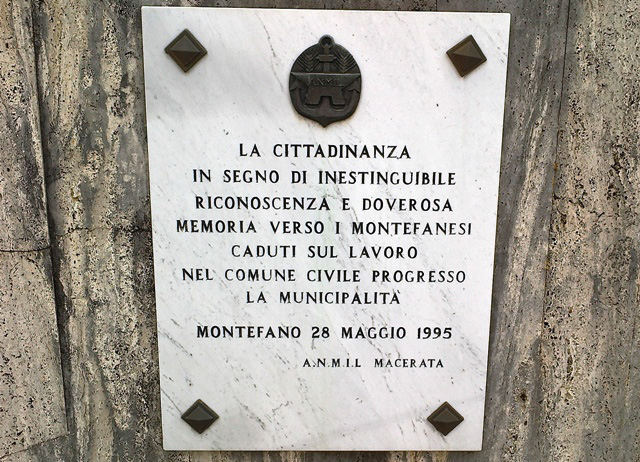 LA CITTADINANZA
IN SEGNO DI INESTINGUIBILE
RICONOSCENZA E DOVEROSA
MEMORIA VERSO I MONTEFANESI
CADUTI SUL LAVORO
NEL COMUNE CIVILE PROGRESSO
LA MUNICIPALITÀ
MONTEFANO 28 MAGGIO 1995
A.N.M.I.L MACERATA